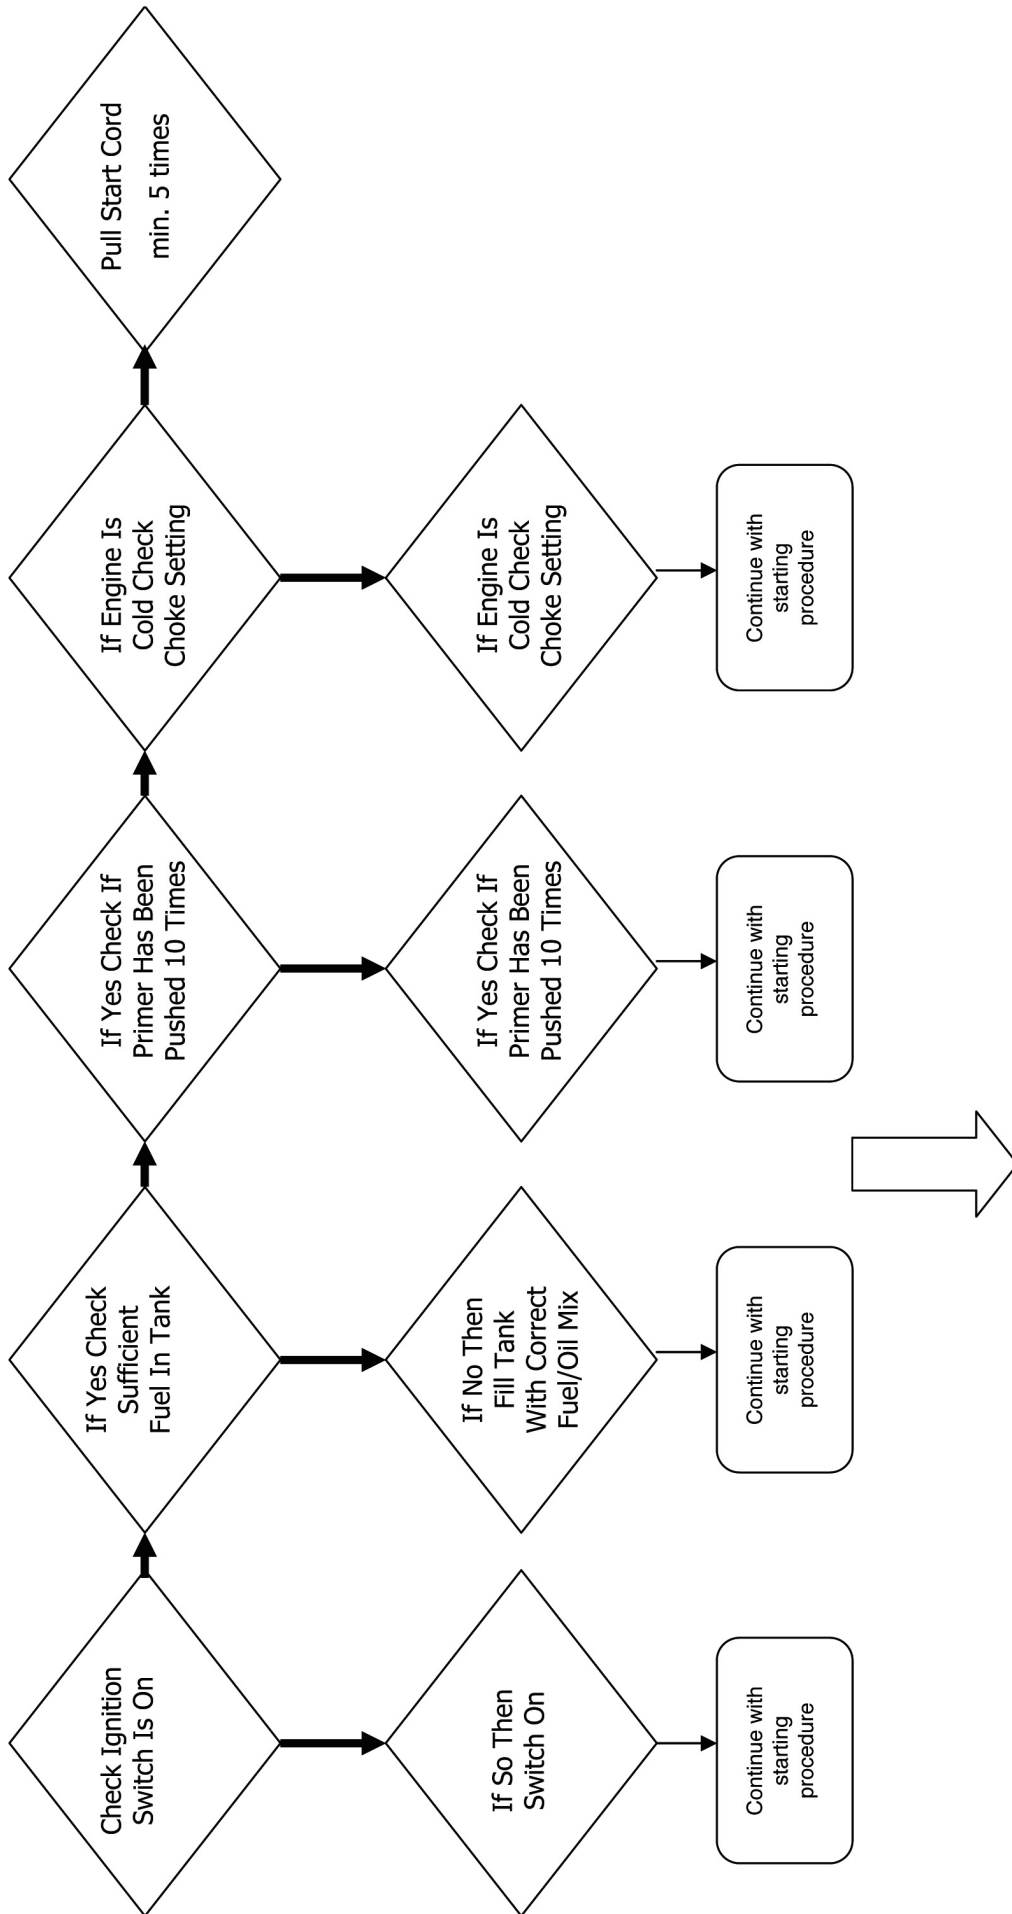 Check Ignition
Switch Is On
If Yes Check
Sufficient
Fuel In Tank
If Yes Check If
Primer Has Been
Pushed 10 Times
If Engine Is
Cold Check
Choke Setting
Pull Start Cord
min. 5 times
If So Then
Switch On
If No Then
Fill Tank
With Correct
Fuel/Oil Mix
If Yes Check If
Primer Has Been
Pushed 10 Times
If Engine Is
Cold Check
Choke Setting
Continue with
starting
procedure
Continue with
starting
procedure
Continue with
starting
procedure
Continue with
starting
procedure